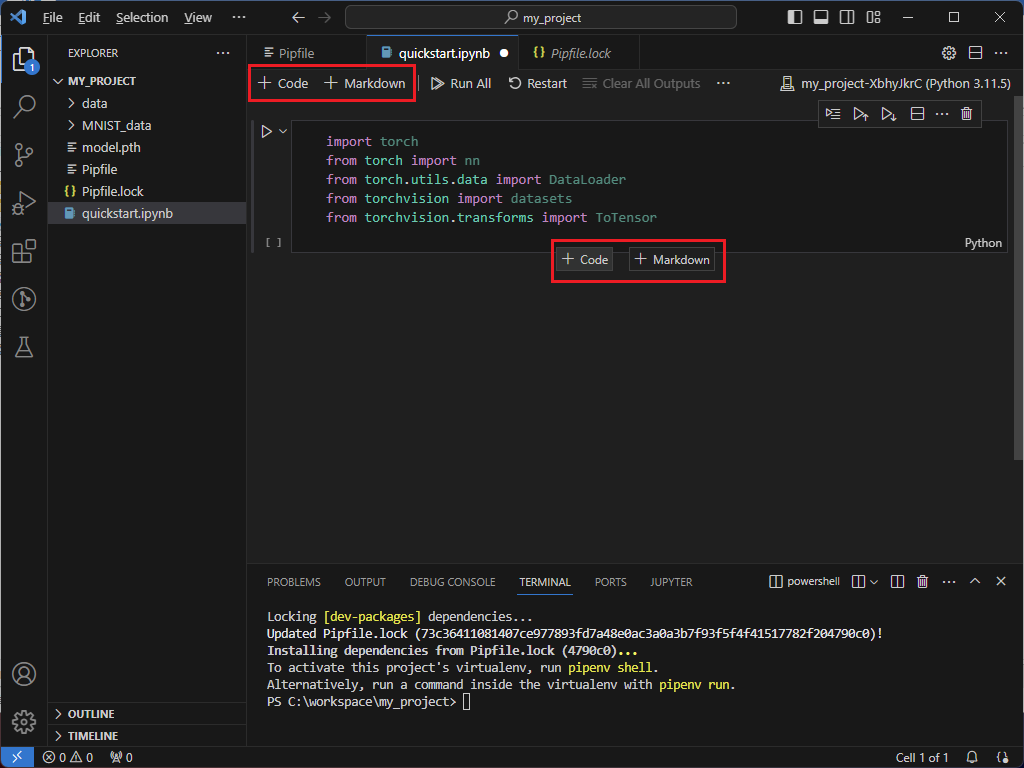 File Edit Selection View ··· my_project
EXPLORER ···
1
MY_PROJECT
data
MNIST_data
model.pth
Pipfile
{} Pipfile.lock
quickstart.ipynb
OUTLINE
TIMELINE
Pipfile quickstart.ipynb ● {} Pipfile.lock ···
+ Code + Markdown Run All Restart Clear All Outputs ··· my_project-XbhyJkrC (Python 3.11.5)
import torch
from torch import nn
from torch.utils.data import DataLoader
from torchvision import datasets
from torchvision.transforms import ToTensor
[ ] Python
+ Code + Markdown
PROBLEMS OUTPUT DEBUG CONSOLE TERMINAL PORTS JUPYTER powershell ···
Locking [dev-packages] dependencies...
Updated Pipfile.lock (73c36411081407ce977893fd7a48e0ac3a0a3b7f93f5f4f41517782f204790c0)!
Installing dependencies from Pipfile.lock (4790c0)...
To activate this project's virtualenv, run pipenv shell.
Alternatively, run a command inside the virtualenv with pipenv run.
PS C:\workspace\my_project>
0 0 0 Cell 1 of 1